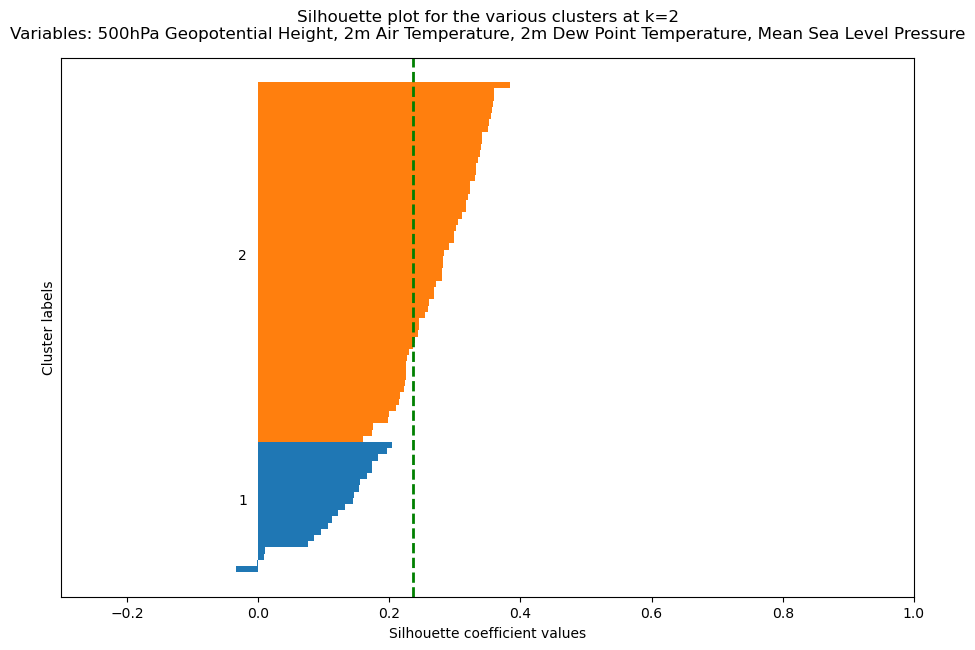 Silhouette plot for the various clusters at k=2
Variables: 500hPa Geopotential Height, 2m Air Temperature, 2m Dew Point Temperature, Mean Sea Level Pressure
Cluster labels
2
1
−0.2 0.0 0.2 0.4 0.6 0.8 1.0
Silhouette coefficient values